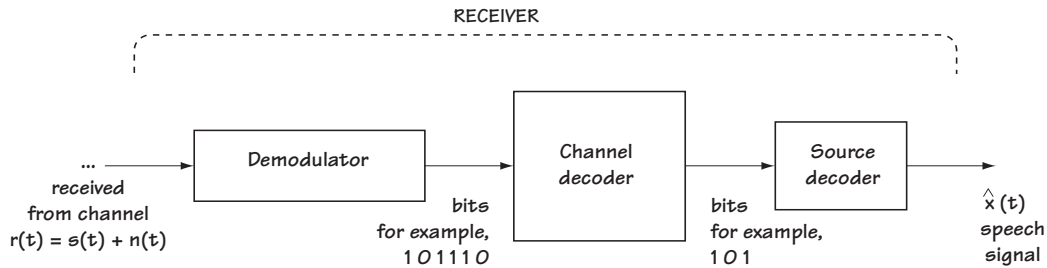 RECEIVER
...
received
from channel
r(t) = s(t) + n(t)
Demodulator
bits
for example,
1 0 1 1 1 0
Channel
decoder
bits
for example,
1 0 1
Source
decoder
x̂ (t)
speech
signal